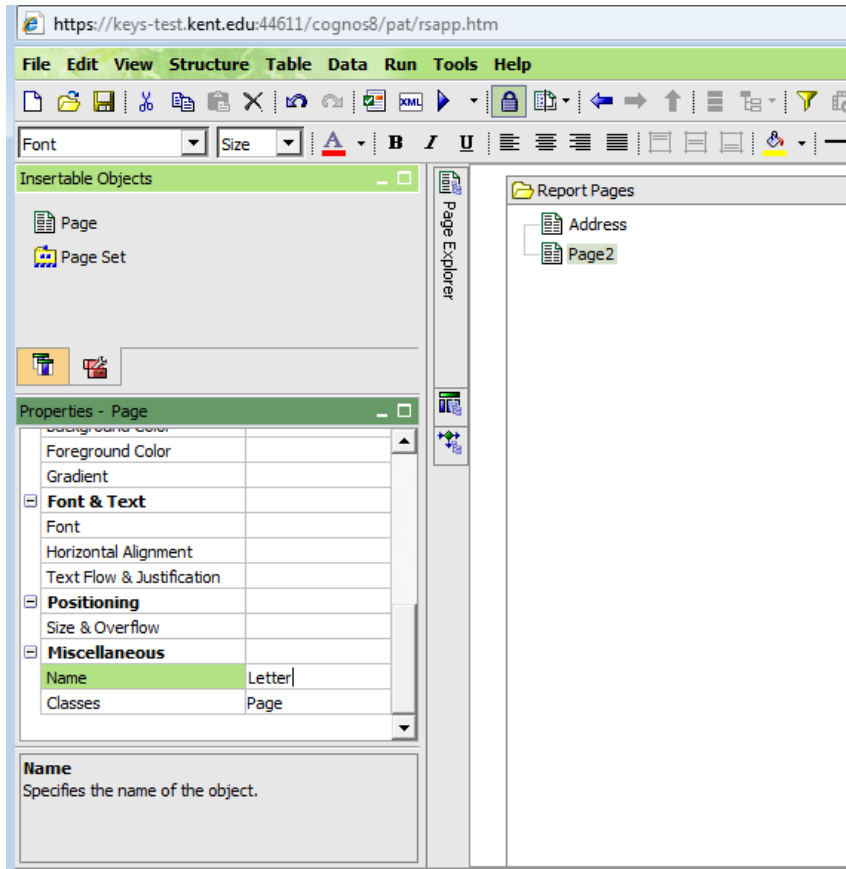 https://keys-test.kent.edu:44611/cognos8/pat/rsapp.htm
File Edit View Structure Table Data Run Tools Help
XML
Font Size A B I U
Insertable Objects
Page
Page Set
Page Explorer
Report Pages
Address
Page2
Properties - Page
Background Color
Foreground Color
Gradient
Font & Text
Font
Horizontal Alignment
Text Flow & Justification
Positioning
Size & Overflow
Miscellaneous
Name Letter
Classes Page
Name
Specifies the name of the object.